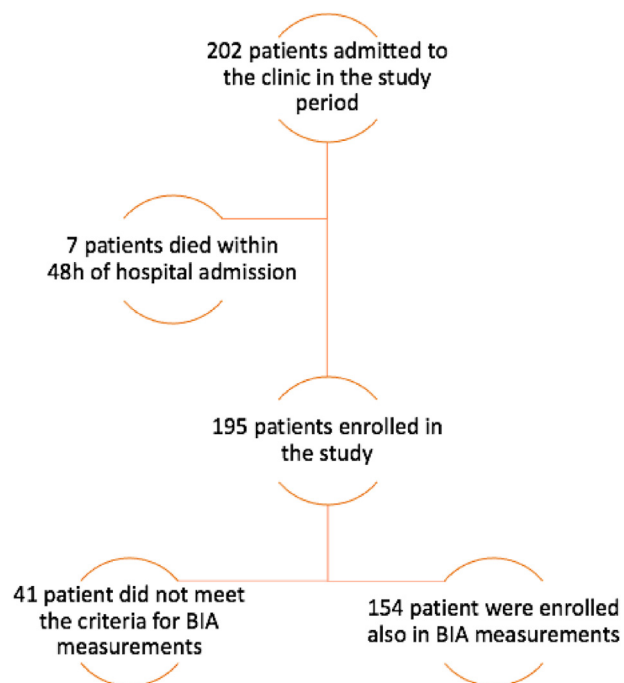 202 patients admitted to
the clinic in the study
period
7 patients died within
48h of hospital admission
195 patients enrolled in
the study
41 patient did not meet
the criteria for BIA
measurements
154 patient were enrolled
also in BIA measurements